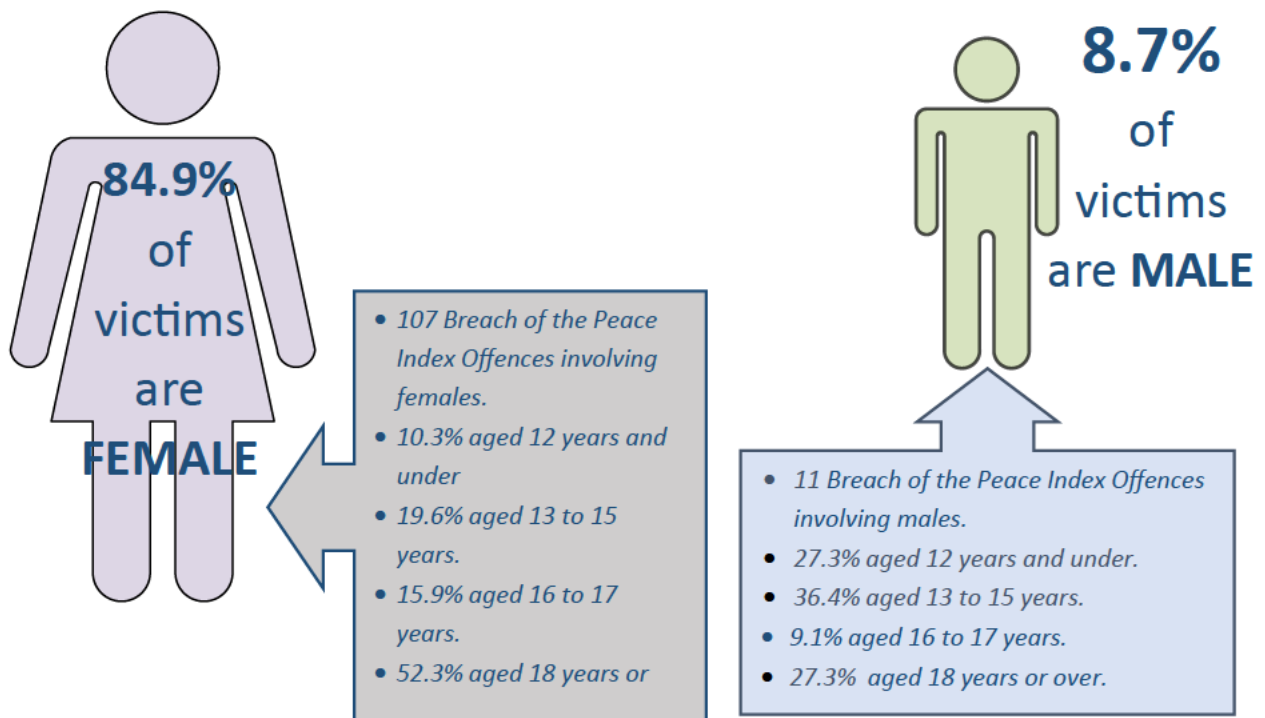 84.9%
of
victims
are
FEMALE
• 107 Breach of the Peace
Index Offences involving
females.
• 10.3% aged 12 years and
under
• 19.6% aged 13 to 15
years.
• 15.9% aged 16 to 17
years.
• 52.3% aged 18 years or
8.7%
of
victims
are MALE
• 11 Breach of the Peace Index Offences
involving males.
• 27.3% aged 12 years and under.
• 36.4% aged 13 to 15 years.
• 9.1% aged 16 to 17 years.
• 27.3% aged 18 years or over.